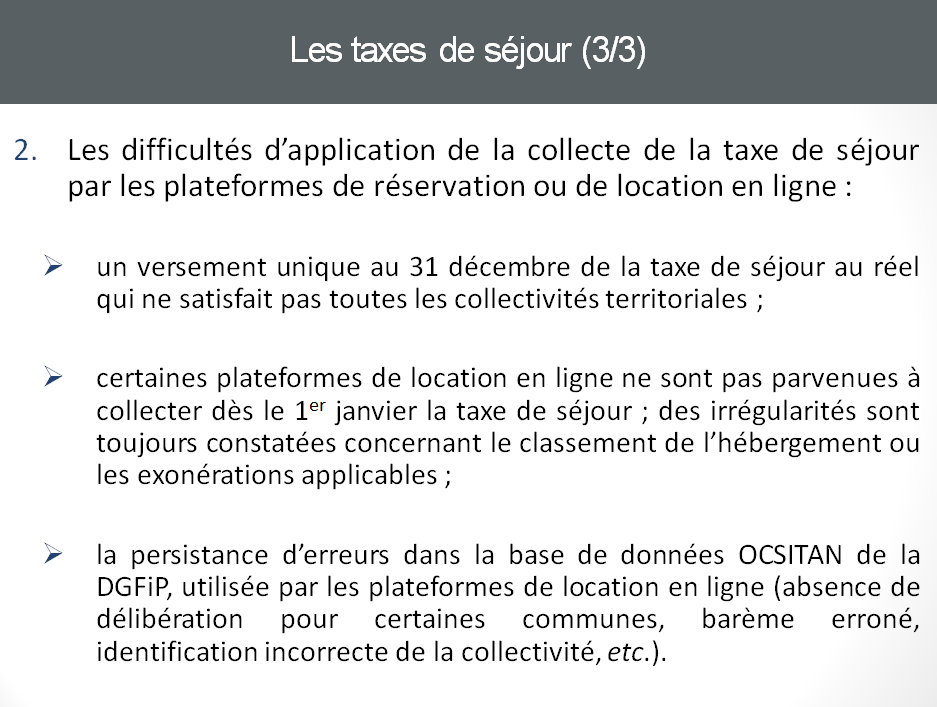 Les taxes de séjour (3/3)
2. Les difficultés d’application de la collecte de la taxe de séjour
par les plateformes de réservation ou de location en ligne :
un versement unique au 31 décembre de la taxe de séjour au réel
qui ne satisfait pas toutes les collectivités territoriales ;
certaines plateformes de location en ligne ne sont pas parvenues à
collecter dès le 1er janvier la taxe de séjour ; des irrégularités sont
toujours constatées concernant le classement de l’hébergement ou
les exonérations applicables ;
la persistance d’erreurs dans la base de données OCSITAN de la
DGFiP, utilisée par les plateformes de location en ligne (absence de
délibération pour certaines communes, barème erroné,
identification incorrecte de la collectivité, etc.).